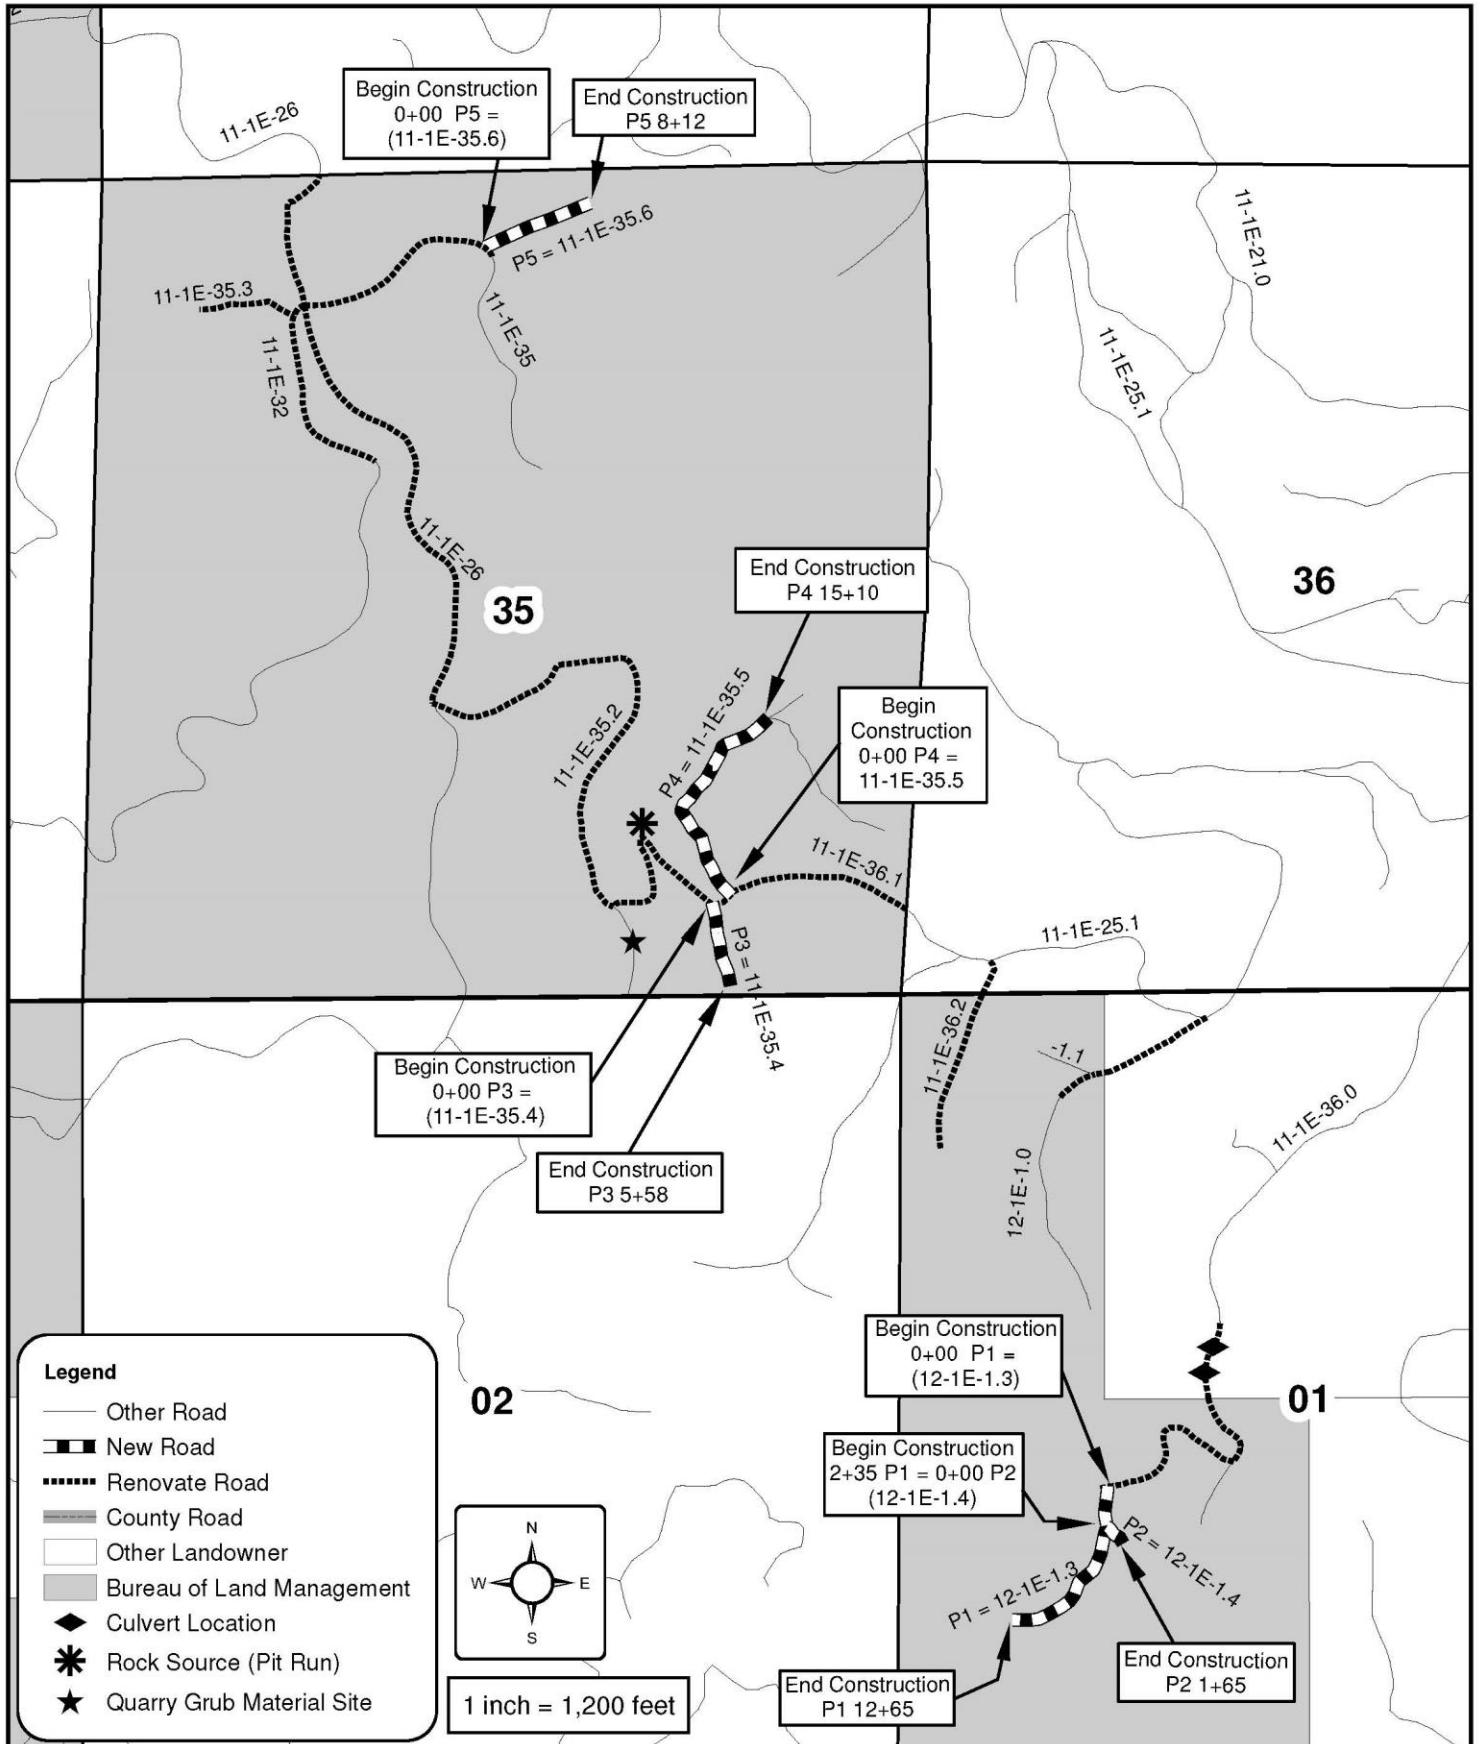 11-1E-26
Begin Construction
0+00 P5 =
(11-1E-35.6)
End Construction
P5 8+12
P5 = 11-1E-35.6
11-1E-21.0
11-1E-35.3
11-1E-35
11-1E-32
11-1E-25.1
11-1E-26
35
36
End Construction
P4 15+10
P4 = 11-1E-35.5
Begin
Construction
0+00 P4 =
11-1E-35.5
11-1E-35.2
11-1E-36.1
11-1E-25.1
P3 = 11-1E-35.4
11-1E-36.2
-1.1
Begin Construction
0+00 P3 =
(11-1E-35.4)
11-1E-36.0
End Construction
P3 5+58
12-1E-1.0
Begin Construction
0+00 P1 =
(12-1E-1.3)
02
01
Begin Construction
2+35 P1 = 0+00 P2
(12-1E-1.4)
P2 = 12-1E-1.4
P1 = 12-1E-1.3
End Construction
P2 1+65
End Construction
P1 12+65
Legend
Other Road
New Road
Renovate Road
County Road
Other Landowner
Bureau of Land Management
Culvert Location
Rock Source (Pit Run)
Quarry Grub Material Site
N
W E
S
1 inch = 1,200 feet